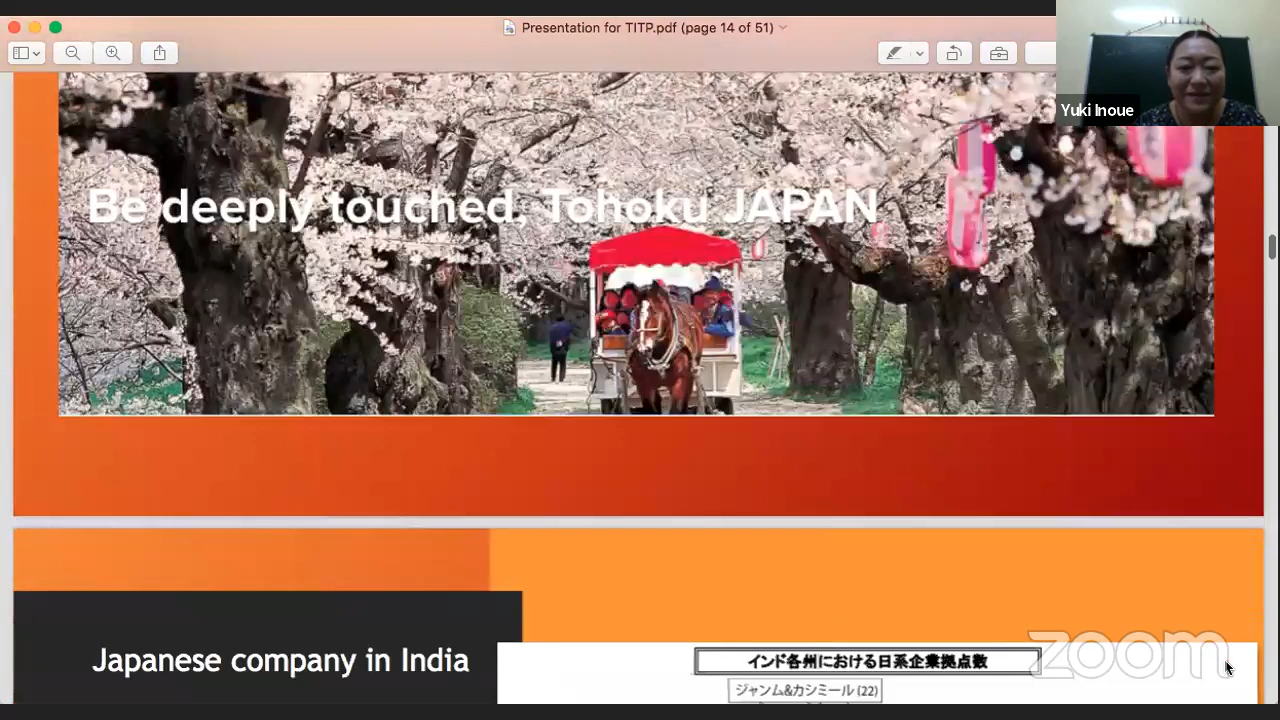 Presentation for TITP.pdf (page 14 of 51)
Yuki Inoue
Be deeply touched, Tohoku JAPAN
Japanese company in India
インド各州における日系企業拠点数
ジャンム&カシミール (22)
zoom